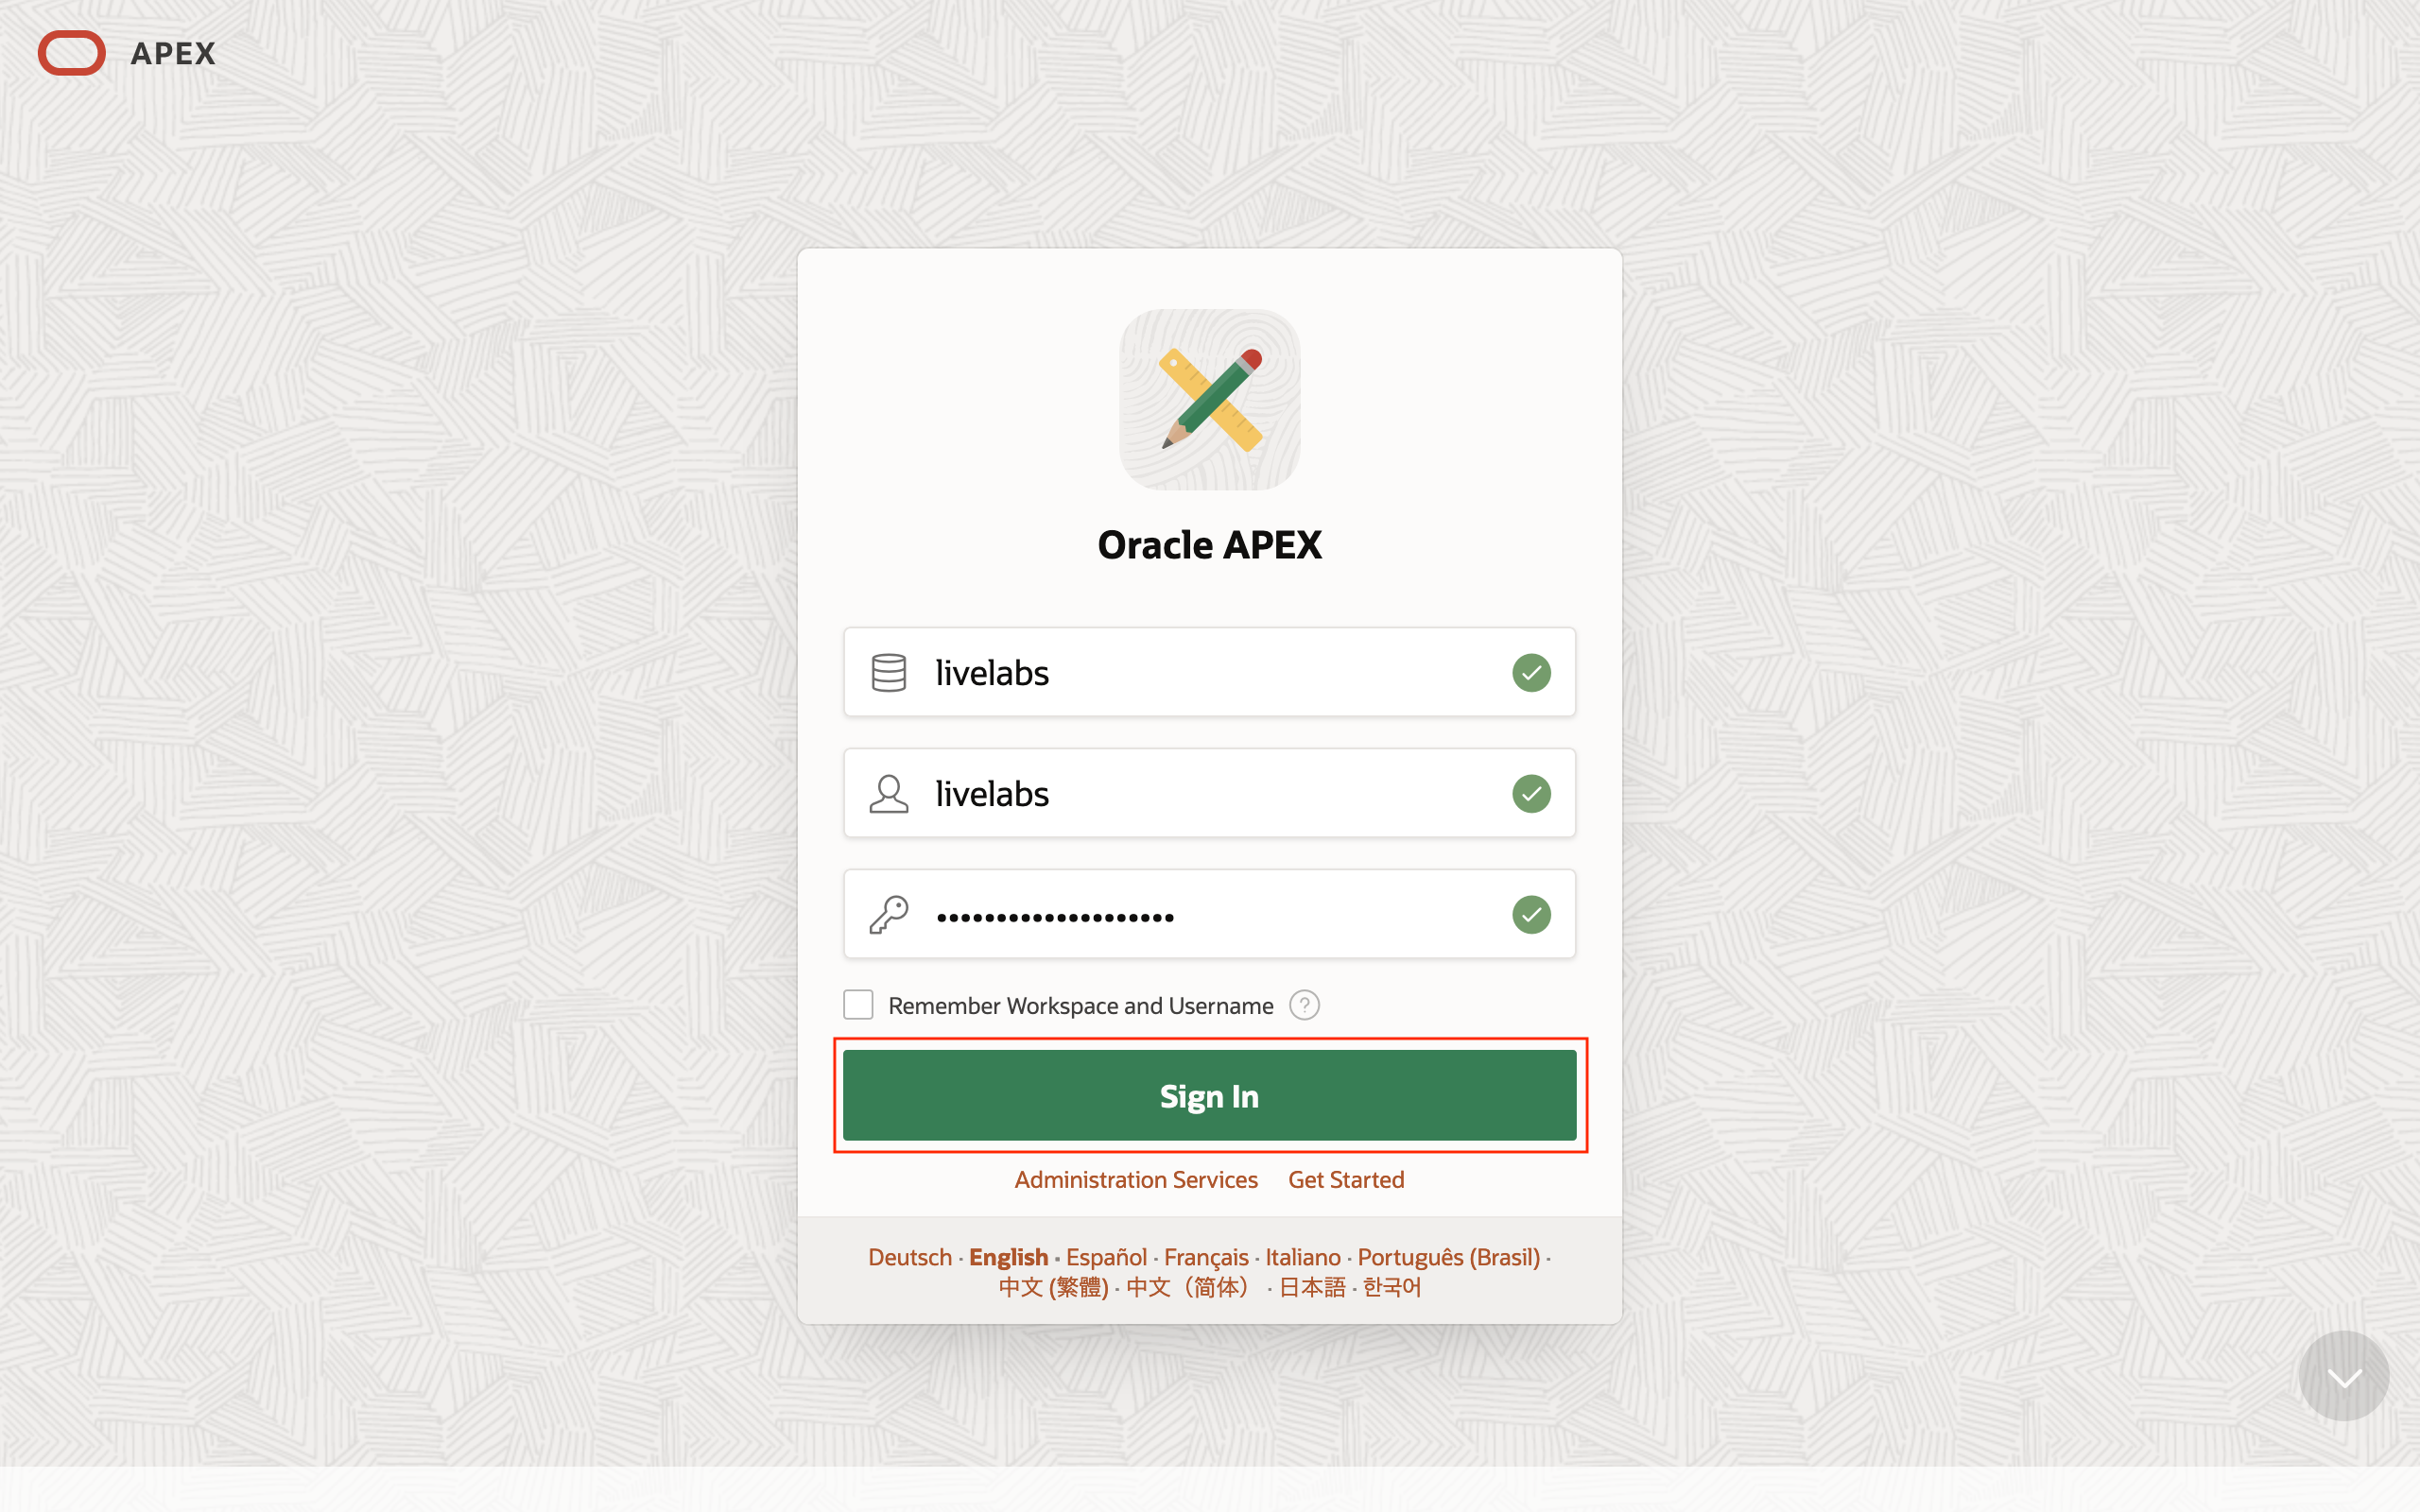 APEX
Oracle APEX
livelabs
livelabs
••••••••••••••••••••
Remember Workspace and Username ?
Sign In
Administration Services Get Started
Deutsch · English · Español · Français · Italiano · Português (Brasil) ·
中文 (繁體) · 中文（简体） · 日本語 · 한국어